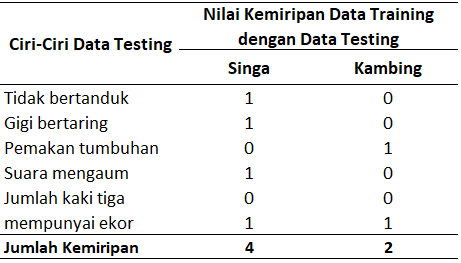 Ciri-Ciri Data Testing
Nilai Kemiripan Data Training
dengan Data Testing
Singa Kambing
Tidak bertanduk 1 0
Gigi bertaring 1 0
Pemakan tumbuhan 0 1
Suara mengaum 1 0
Jumlah kaki tiga 0 0
mempunyai ekor 1 1
Jumlah Kemiripan 4 2